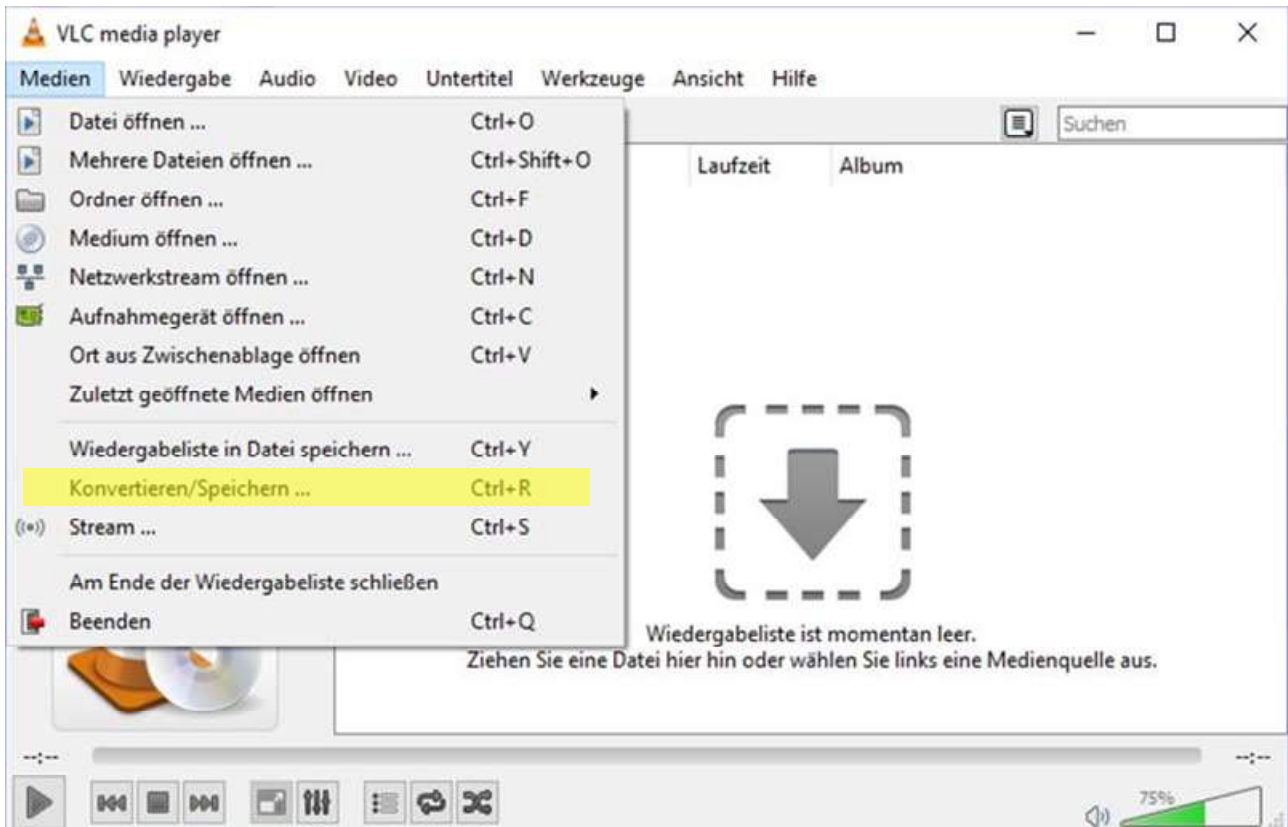 VLC media player
Medien Wiedergabe Audio Video Untertitel Werkzeuge Ansicht Hilfe
Suchen
Datei öffnen ... Ctrl+O
Mehrere Dateien öffnen ... Ctrl+Shift+O
Laufzeit Album
Ordner öffnen ... Ctrl+F
Medium öffnen ... Ctrl+D
Netzwerkstream öffnen ... Ctrl+N
Aufnahmegerät öffnen ... Ctrl+C
Ort aus Zwischenablage öffnen Ctrl+V
Zuletzt geöffnete Medien öffnen
Wiedergabeliste in Datei speichern ... Ctrl+Y
Konvertieren/Speichern ... Ctrl+R
Stream ... Ctrl+S
Am Ende der Wiedergabeliste schließen
Beenden Ctrl+Q
Wiedergabeliste ist momentan leer.
Ziehen Sie eine Datei hier hin oder wählen Sie links eine Medienquelle aus.
--:-- --:--
75%